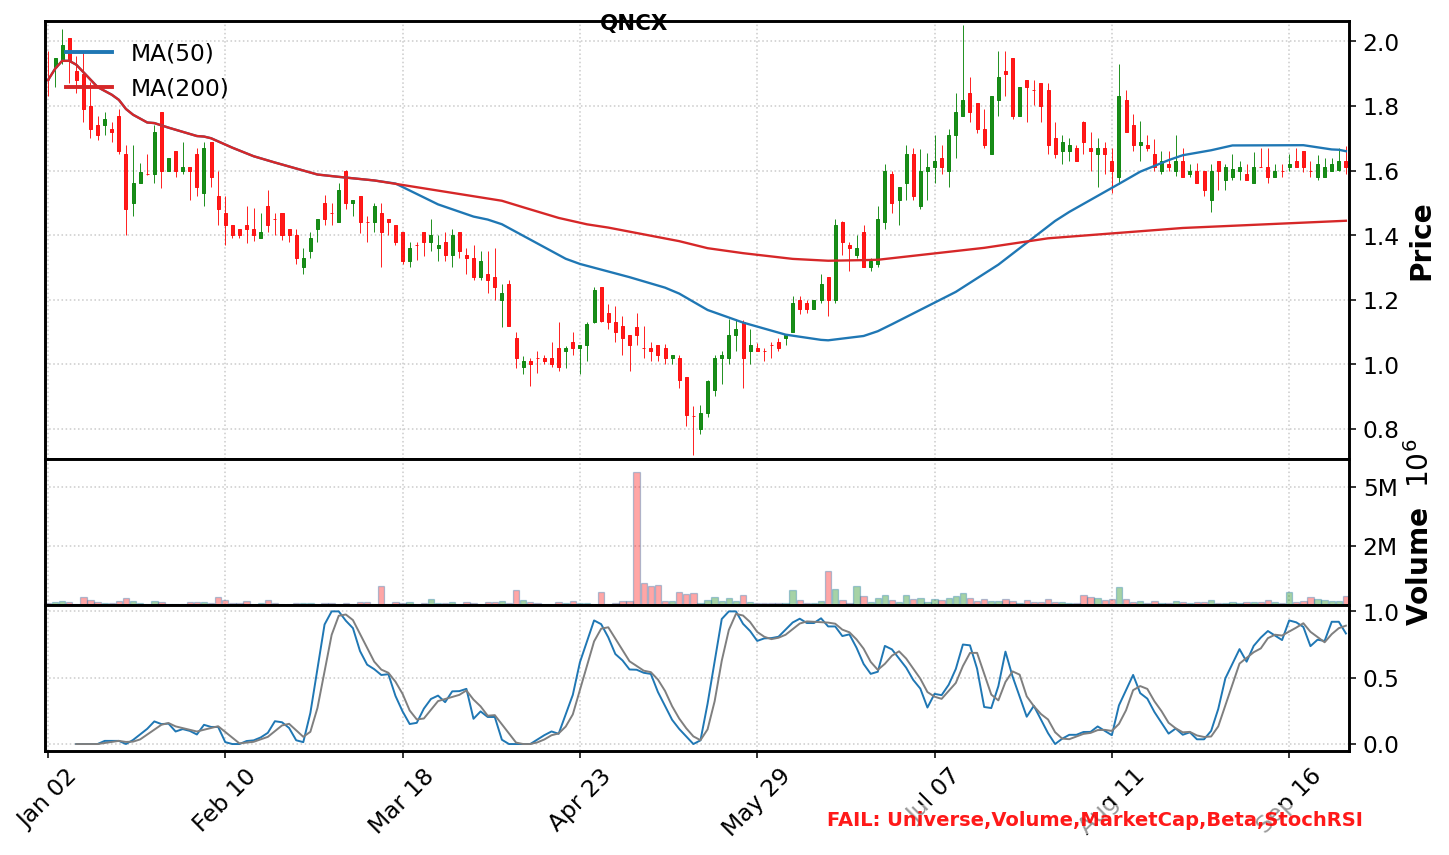 QNCX
MA(50)
MA(200)
2.0
1.8
1.6
1.4
1.2
1.0
0.8
Price
5M
2M
Volume 10^6
1.0
0.5
0.0
Jan 02
Feb 10
Mar 18
Apr 23
May 29
Jul 07
Aug 11
Sep 16
FAIL: Universe,Volume,MarketCap,Beta,StochRSI